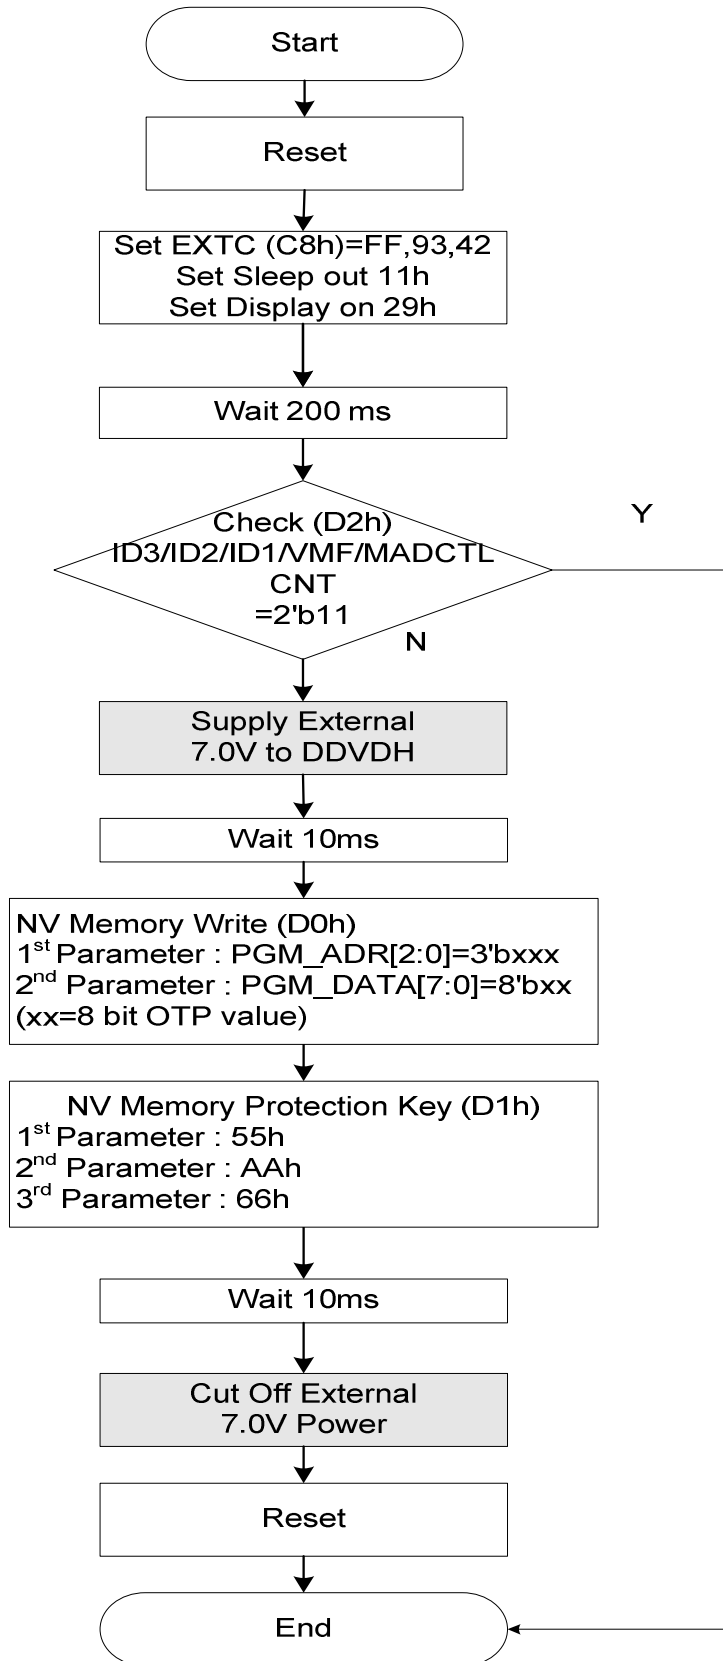 Start
Reset
Set EXTC (C8h)=FF,93,42
Set Sleep out 11h
Set Display on 29h
Wait 200 ms
Check (D2h)
ID3/ID2/ID1/VMF/MADCTL
CNT
=2'b11
Y
N
Supply External
7.0V to DDVDH
Wait 10ms
NV Memory Write (D0h)
1st Parameter : PGM_ADR[2:0]=3'bxxx
2nd Parameter : PGM_DATA[7:0]=8'bxx
(xx=8 bit OTP value)
NV Memory Protection Key (D1h)
1st Parameter : 55h
2nd Parameter : AAh
3rd Parameter : 66h
Wait 10ms
Cut Off External
7.0V Power
Reset
End